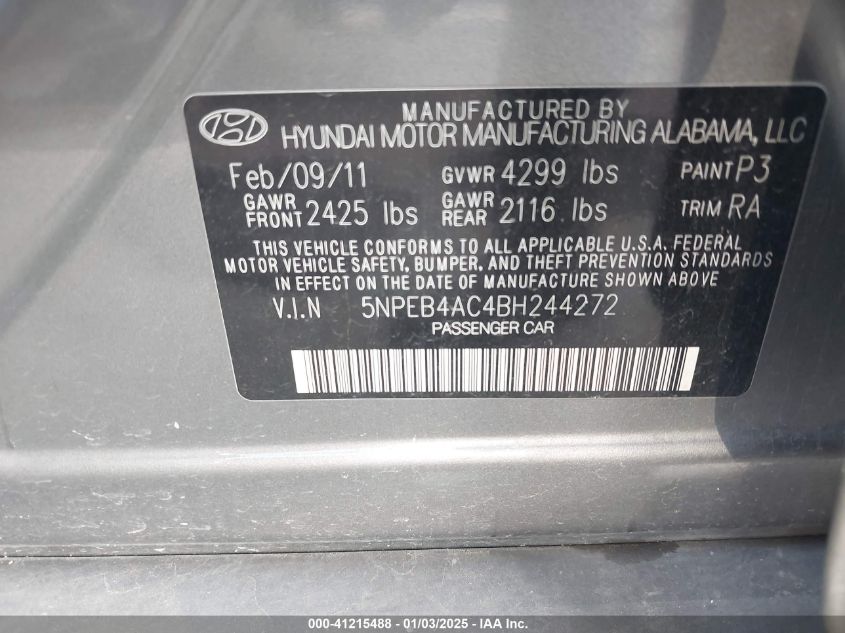 MANUFACTURED BY
HYUNDAI MOTOR MANUFACTURING ALABAMA, LLC
Feb/09/11 GVWR 4299 lbs PAINT P3
GAWR FRONT 2425 lbs GAWR REAR 2116 lbs TRIM RA
THIS VEHICLE CONFORMS TO ALL APPLICABLE U.S.A. FEDERAL
MOTOR VEHICLE SAFETY, BUMPER, AND THEFT PREVENTION STANDARDS
IN EFFECT ON THE DATE OF MANUFACTURE SHOWN ABOVE
V.I.N 5NPEB4AC4BH244272
PASSENGER CAR
000-41215488 - 01/03/2025 - IAA Inc.